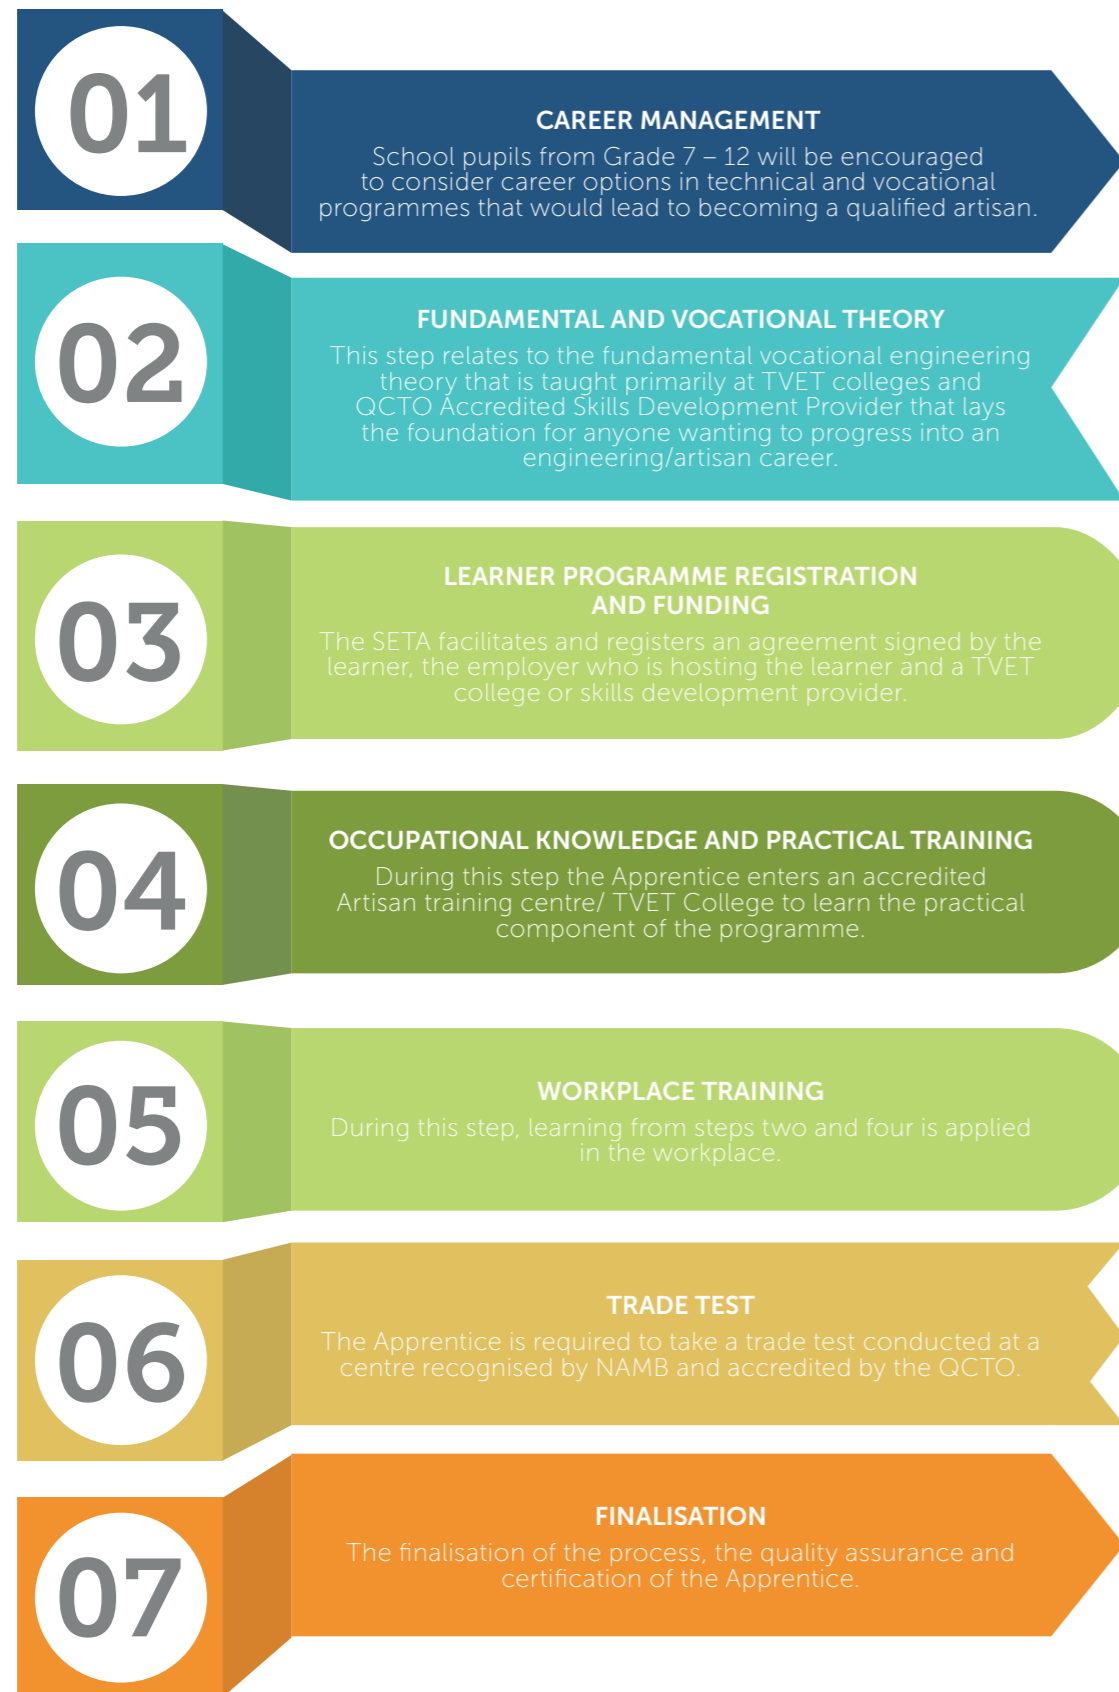 01
CAREER MANAGEMENT
School pupils from Grade 7 – 12 will be encouraged
to consider career options in technical and vocational
programmes that would lead to becoming a qualified artisan.
02
FUNDAMENTAL AND VOCATIONAL THEORY
This step relates to the fundamental vocational engineering
theory that is taught primarily at TVET colleges and
QCTO Accredited Skills Development Provider that lays
the foundation for anyone wanting to progress into an
engineering/artisan career.
03
LEARNER PROGRAMME REGISTRATION
AND FUNDING
The SETA facilitates and registers an agreement signed by the
learner, the employer who is hosting the learner and a TVET
college or skills development provider.
04
OCCUPATIONAL KNOWLEDGE AND PRACTICAL TRAINING
During this step the Apprentice enters an accredited
Artisan training centre/ TVET College to learn the practical
component of the programme.
05
WORKPLACE TRAINING
During this step, learning from steps two and four is applied
in the workplace.
06
TRADE TEST
The Apprentice is required to take a trade test conducted at a
centre recognised by NAMB and accredited by the QCTO.
07
FINALISATION
The finalisation of the process, the quality assurance and
certification of the Apprentice.